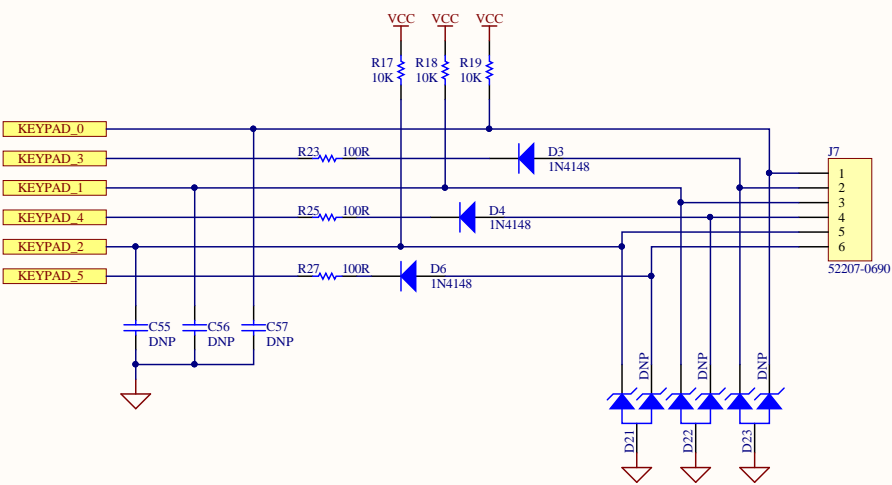 VCC VCC VCC
R17 R18 R19
10K 10K 10K
KEYPAD_0
J7
R23 100R D3
KEYPAD_3
1N4148
1
KEYPAD_1
2
3
R25 100R D4
KEYPAD_4
4
1N4148
5
KEYPAD_2
6
R27 100R D6
52207-0690
KEYPAD_5
1N4148
C55 C56 C57
DNP DNP DNP
DNP DNP DNP
D21 D22 D23